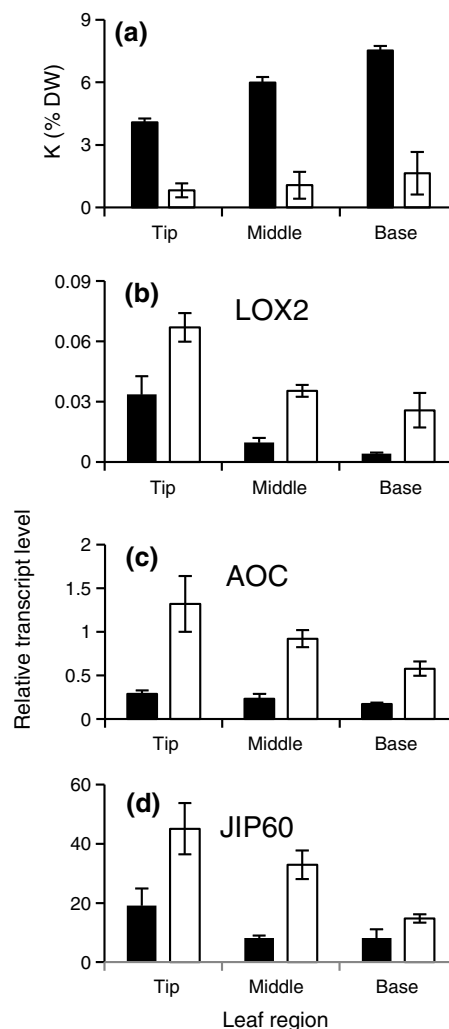 (a)
K (% DW)
9
6
3
0
Tip Middle Base
(b) LOX2
0.09
0.06
0.03
0
Tip Middle Base
Relative transcript level
(c) AOC
2
1.5
1
0.5
0
Tip Middle Base
(d) JIP60
60
40
20
0
Tip Middle Base
Leaf region